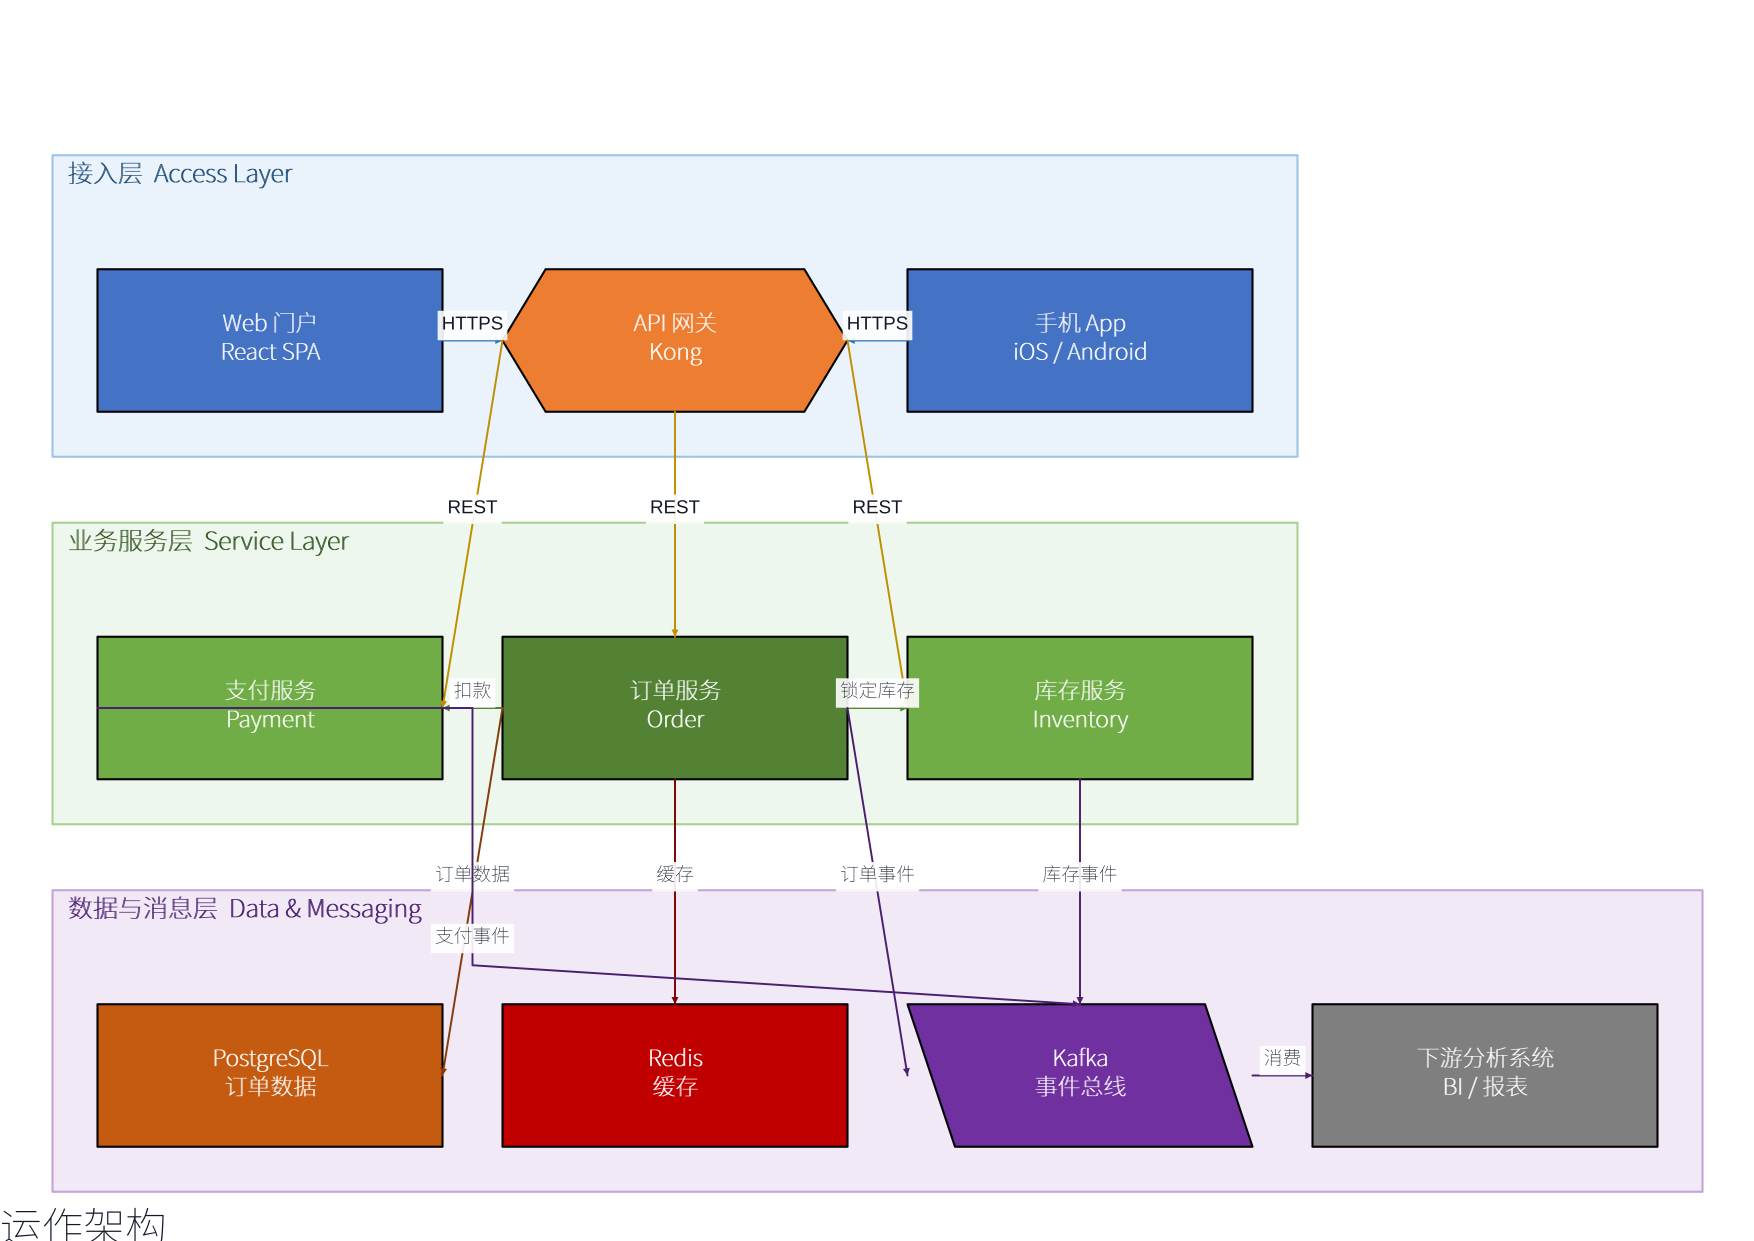 接入层 Access Layer
Web 门户
React SPA
HTTPS
API 网关
Kong
HTTPS
手机 App
iOS / Android
REST
REST
REST
业务服务层 Service Layer
支付服务
Payment
扣款
订单服务
Order
锁定库存
库存服务
Inventory
订单数据
缓存
订单事件
库存事件
数据与消息层 Data & Messaging
支付事件
PostgreSQL
订单数据
Redis
缓存
Kafka
事件总线
消费
下游分析系统
BI / 报表
运作架构